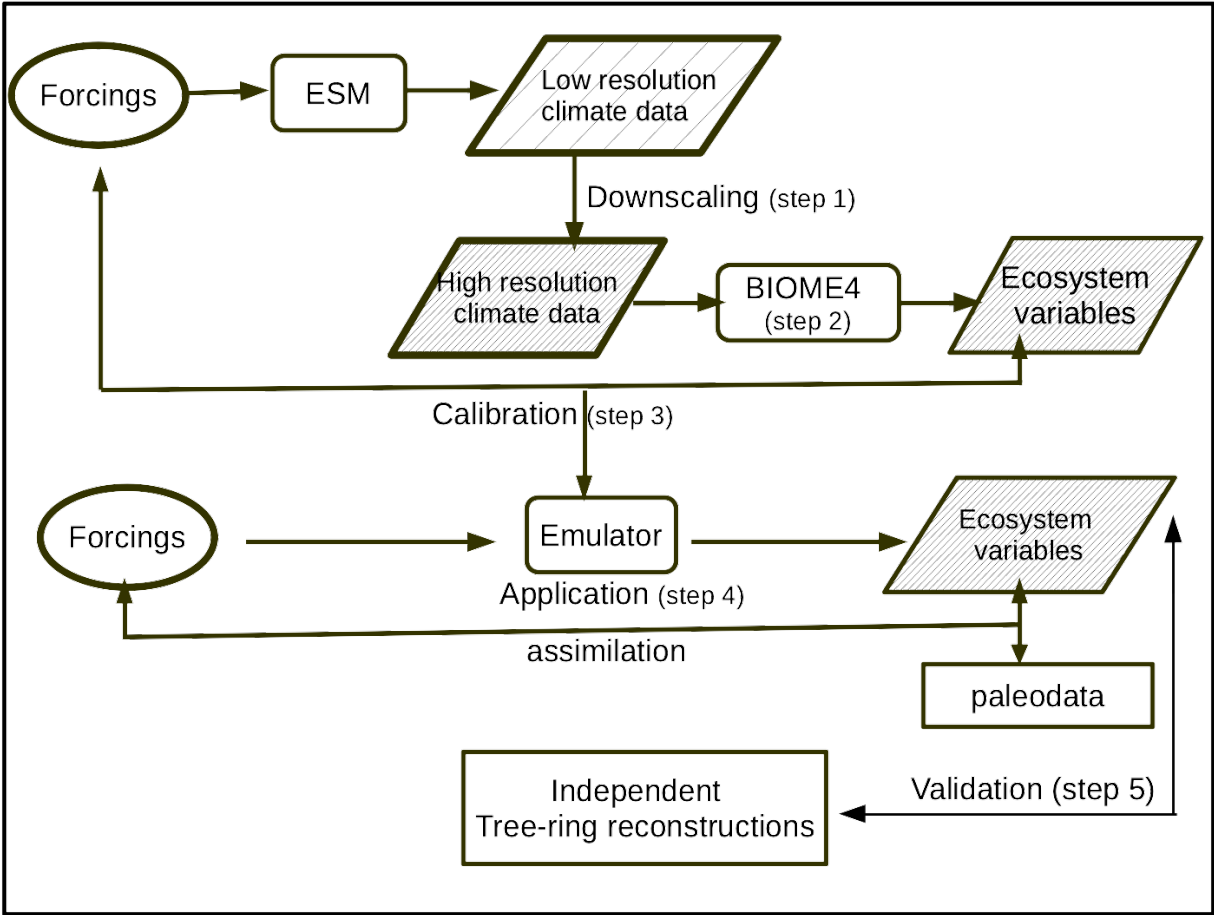 Forcings
ESM
Low resolution
climate data
Downscaling (step 1)
High resolution
climate data
BIOME4
(step 2)
Ecosystem
variables
Calibration (step 3)
Forcings
Emulator
Ecosystem
variables
Application (step 4)
assimilation
paleodata
Independent
Tree-ring reconstructions
Validation (step 5)